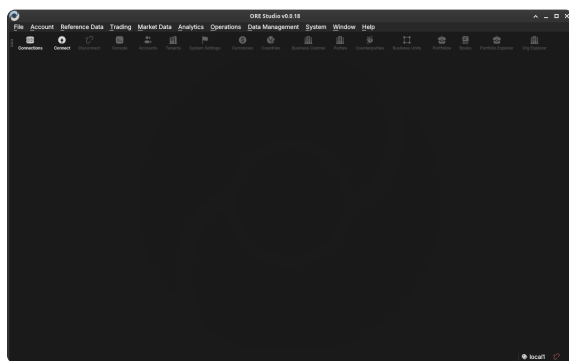 ORE Studio v0.0.18
File Account Reference Data Trading Market Data Analytics Operations Data Management System Window Help
Connections Connect Disconnect Console Accounts Tenants System Settings Currencies Countries Business Centres Parties Counterparties Business Units Portfolios Books Portfolio Explorer Org Explorer
local1